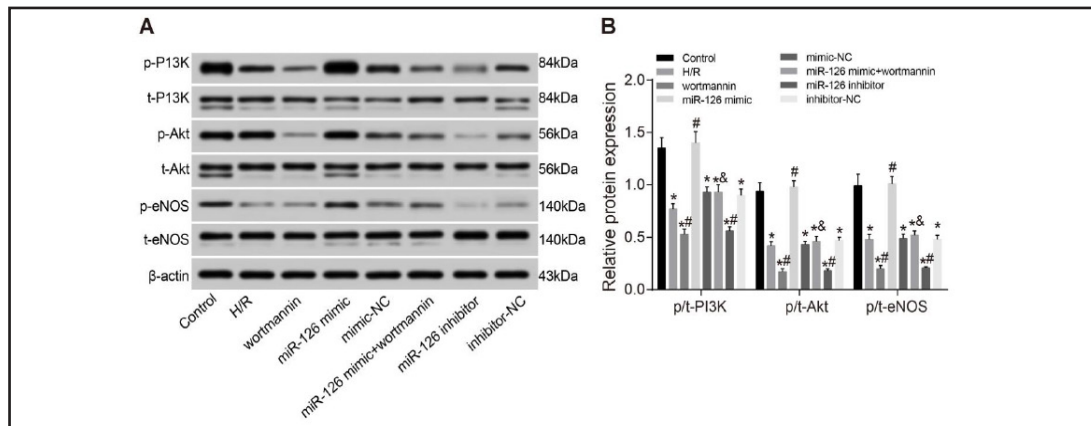 A
p-P13K 84kDa
t-P13K 84kDa
p-Akt 56kDa
t-Akt 56kDa
p-eNOS 140kDa
t-eNOS 140kDa
β-actin 43kDa
Control
H/R
wortmannin
miR-126 mimic
mimic-NC
miR-126 mimic+wortmannin
miR-126 inhibitor
inhibitor-NC
B
Control
H/R
wortmannin
miR-126 mimic
mimic-NC
miR-126 mimic+wortmannin
miR-126 inhibitor
inhibitor-NC
Relative protein expression
2.0
1.5
1.0
0.5
0.0
* *# # * *& *# *
* *# # * *& *# *
* *# # * *& *# *
p/t-PI3K p/t-Akt p/t-eNOS